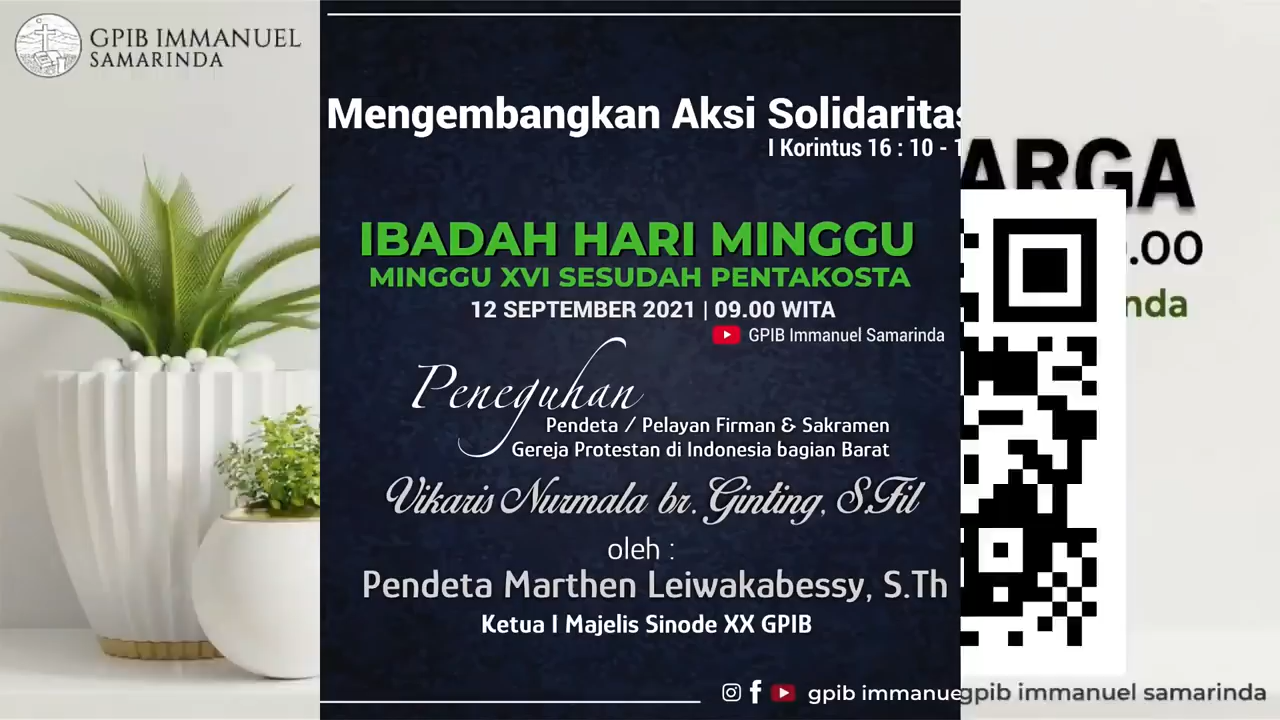 GPIB IMMANUEL
SAMARINDA
Mengembangkan Aksi Solidaritas
I Korintus 16 : 10 - 1
IBADAH HARI MINGGU
MINGGU XVI SESUDAH PENTAKOSTA
12 SEPTEMBER 2021 | 09.00 WITA
GPIB Immanuel Samarinda
Peneguhan
Pendeta / Pelayan Firman & Sakramen
Gereja Protestan di Indonesia bagian Barat
Vikaris Nurmala br. Ginting, S.Fil
oleh :
Pendeta Marthen Leiwakabessy, S.Th
Ketua I Majelis Sinode XX GPIB
gpib immanue
ARGA
.00
nda
gpib immanuel samarinda